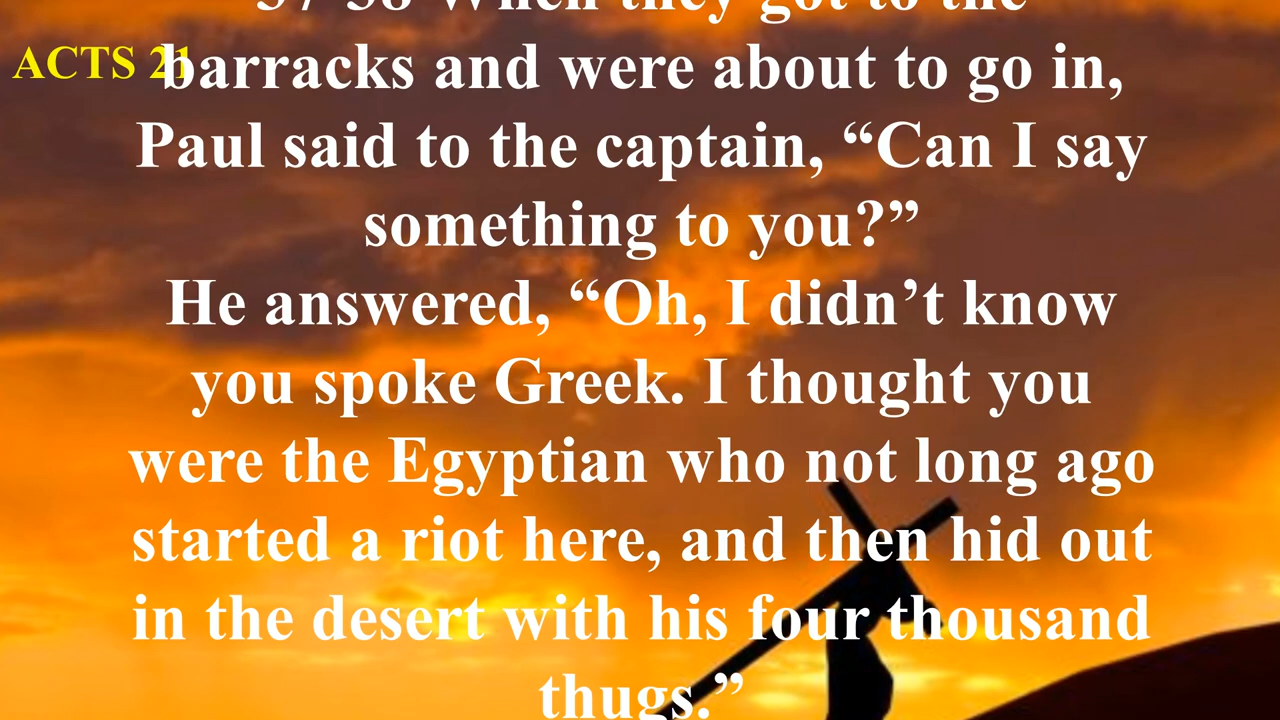 37-38 When they got to the
ACTS 21
barracks and were about to go in,
Paul said to the captain, “Can I say
something to you?”
He answered, “Oh, I didn’t know
you spoke Greek. I thought you
were the Egyptian who not long ago
started a riot here, and then hid out
in the desert with his four thousand
thugs.”